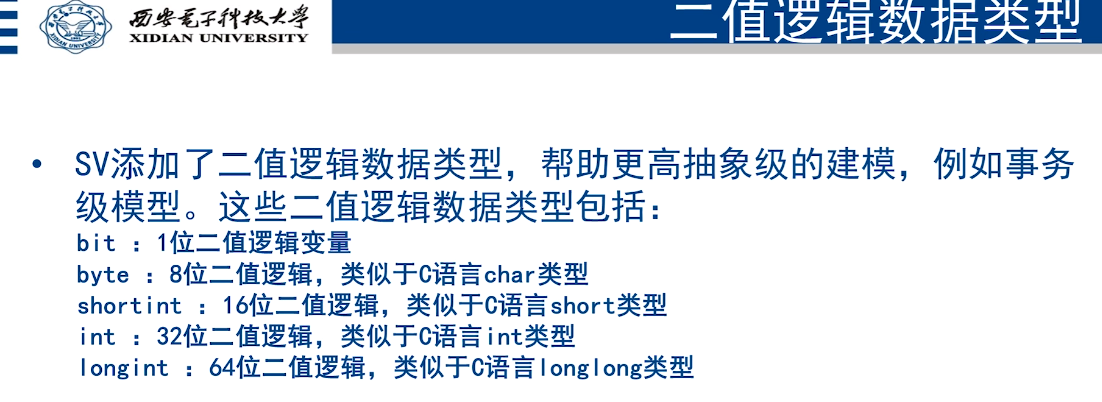 西安电子科技大学
XIDIAN UNIVERSITY
二值逻辑数据类型
• SV添加了二值逻辑数据类型，帮助更高抽象级的建模，例如事务
级模型。这些二值逻辑数据类型包括：
bit ：1位二值逻辑变量
byte ：8位二值逻辑，类似于C语言char类型
shortint ：16位二值逻辑，类似于C语言short类型
int ：32位二值逻辑，类似于C语言int类型
longint ：64位二值逻辑，类似于C语言longlong类型